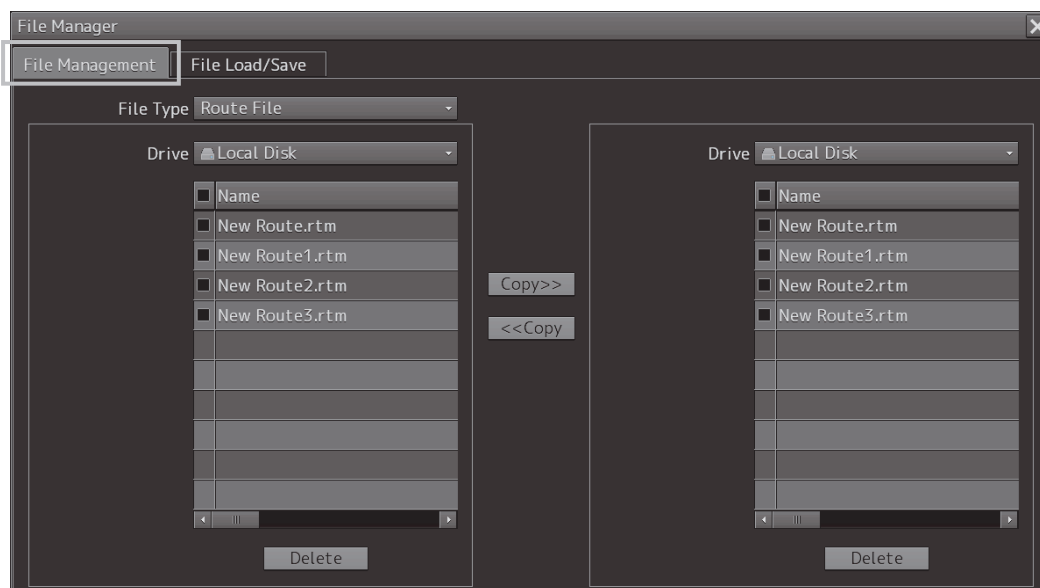 File Manager
File Management File Load/Save
File Type Route File
Drive Local Disk
Name
New Route.rtm
New Route1.rtm
New Route2.rtm
New Route3.rtm
Delete
Copy>>
<<Copy
Drive Local Disk
Name
New Route.rtm
New Route1.rtm
New Route2.rtm
New Route3.rtm
Delete